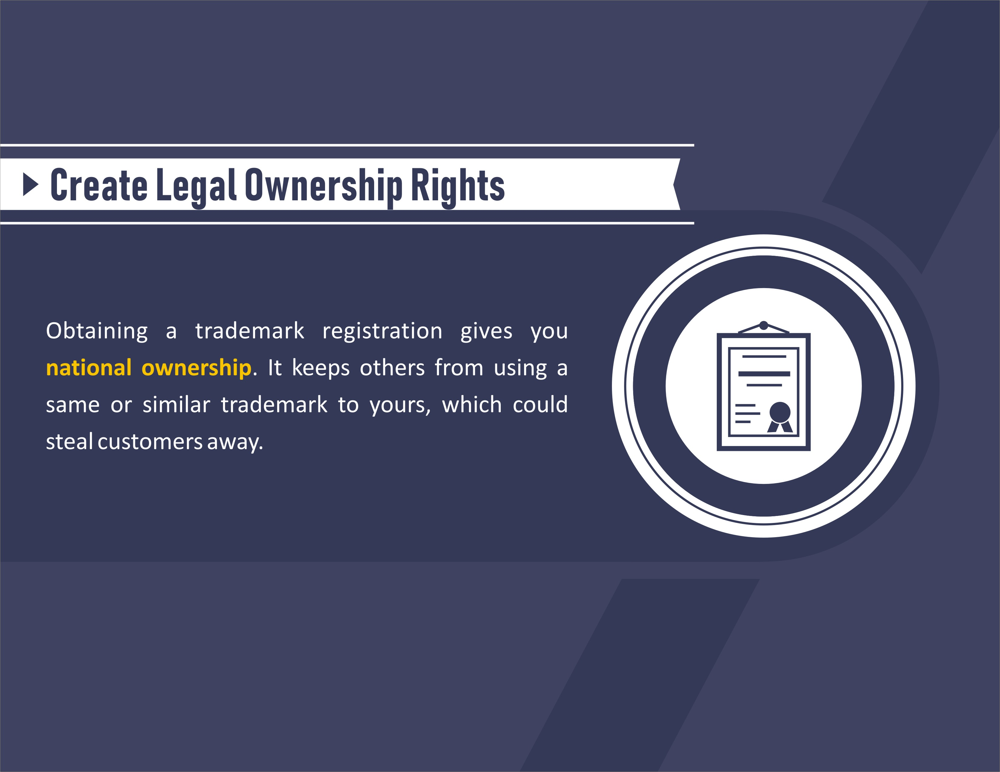 Create Legal Ownership Rights
Obtaining a trademark registration gives you
national ownership. It keeps others from using a
same or similar trademark to yours, which could
steal customers away.